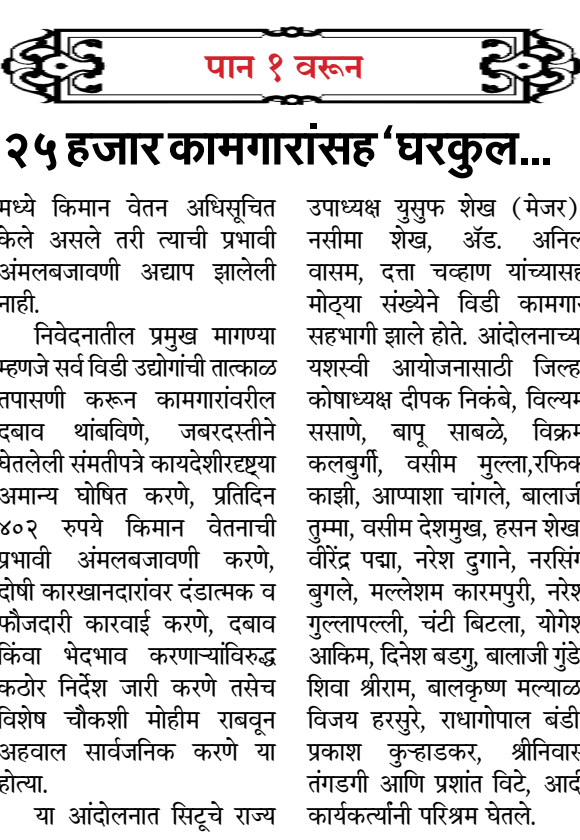 पान १ वरून
२५ हजार कामगारांसह ‘घरकुल...
मध्ये किमान वेतन अधिसूचित
केले असले तरी त्याची प्रभावी
अंमलबजावणी अद्याप झालेली
नाही.
निवेदनातील प्रमुख मागण्या
म्हणजे सर्व विडी उद्योगांची तात्काळ
तपासणी करून कामगारांवरील
दबाव थांबविणे, जबरदस्तीने
घेतलेली संमतीपत्रे कायदेशीरदृष्ट्या
अमान्य घोषित करणे, प्रतिदिन
४०२ रुपये किमान वेतनाची
प्रभावी अंमलबजावणी करणे,
दोषी कारखानदारांवर दंडात्मक व
फौजदारी कारवाई करणे, दबाव
किंवा भेदभाव करणाऱ्यांविरुद्ध
कठोर निर्देश जारी करणे तसेच
विशेष चौकशी मोहीम राबवून
अहवाल सार्वजनिक करणे या
होत्या.
या आंदोलनात सिटूचे राज्य
उपाध्यक्ष युसुफ शेख (मेजर)
नसीमा शेख, ॲड. अनिल
वासम, दत्ता चव्हाण यांच्यासह
मोठ्या संख्येने विडी कामगार
सहभागी झाले होते. आंदोलनाच्या
यशस्वी आयोजनासाठी जिल्हा
कोषाध्यक्ष दीपक निकंबे, विल्यम
ससाणे, बापू साबळे, विक्रम
कलबुर्गी, वसीम मुल्ला,रफिक
काझी, आप्पाशा चांगले, बालाजी
तुम्मा, वसीम देशमुख, हसन शेख
वीरेंद्र पद्मा, नरेश दुगाने, नरसिंग
बुगले, मल्लेशम कारमपुरी, नरेश
गुल्लापल्ली, चंटी बिटला, योगेश
आकिम, दिनेश बडगु, बालाजी गुंडे
शिवा श्रीराम, बालकृष्ण मल्याळ
विजय हरसुरे, राधागोपाल बंडी
प्रकाश कुऱ्हाडकर, श्रीनिवास
तंगडगी आणि प्रशांत विटे, आदी
कार्यकर्त्यांनी परिश्रम घेतले.